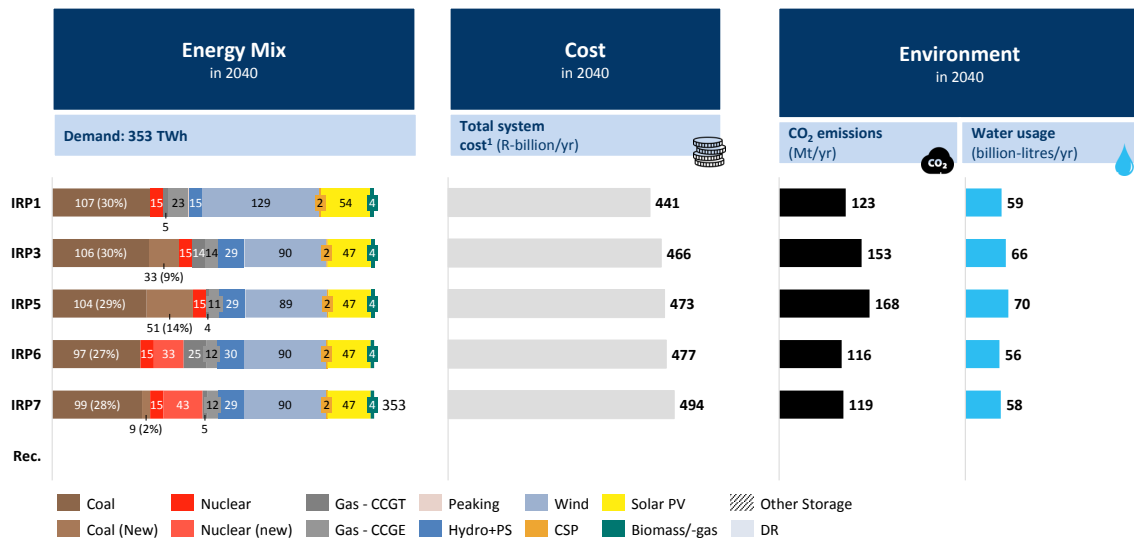 Energy Mix
in 2040
Cost
in 2040
Environment
in 2040
Demand: 353 TWh
Total system
cost¹ (R-billion/yr)
CO₂ emissions
(Mt/yr)
CO₂
Water usage
(billion-litres/yr)
IRP1
107 (30%) 15 23 15 129 2 54 4
5
441
123
59
IRP3
106 (30%) 15 14 14 29 90 2 47 4
33 (9%)
466
153
66
IRP5
104 (29%) 15 11 29 89 2 47 4
51 (14%) 4
473
168
70
IRP6
97 (27%) 15 33 25 12 30 90 2 47 4
477
116
56
IRP7
99 (28%) 15 43 12 29 90 2 47 4 353
9 (2%) 5
494
119
58
Rec.
Coal Nuclear Gas - CCGT Peaking Wind Solar PV Other Storage
Coal (New) Nuclear (new) Gas - CCGE Hydro+PS CSP Biomass/-gas DR